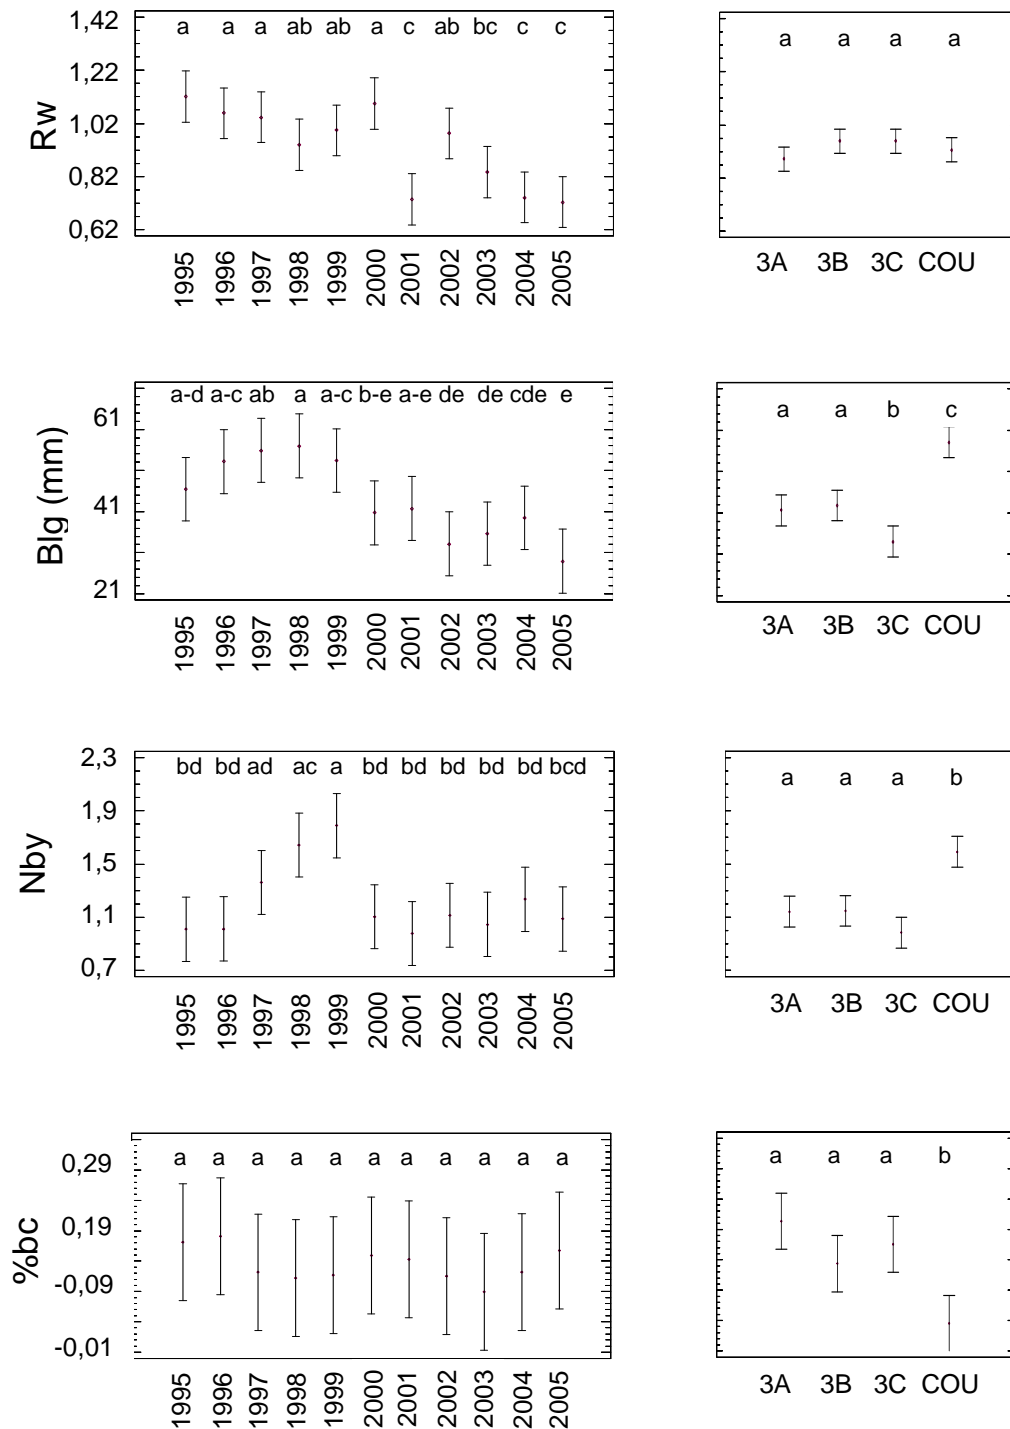 1,42
a a a ab ab a c ab bc c c
1,22
1,02
0,82
0,62
Rw
1995 1996 1997 1998 1999 2000 2001 2002 2003 2004 2005
a a a a
3A 3B 3C COU
a-d a-c ab a a-c b-e a-e de de cde e
61
41
21
Blg (mm)
1995 1996 1997 1998 1999 2000 2001 2002 2003 2004 2005
a a b c
3A 3B 3C COU
2,3
bd bd ad ac a bd bd bd bd bd bcd
1,9
1,5
1,1
0,7
Nby
1995 1996 1997 1998 1999 2000 2001 2002 2003 2004 2005
a a a b
3A 3B 3C COU
a a a a a a a a a a a
0,29
0,19
-0,09
-0,01
%bc
1995 1996 1997 1998 1999 2000 2001 2002 2003 2004 2005
a a a b
3A 3B 3C COU